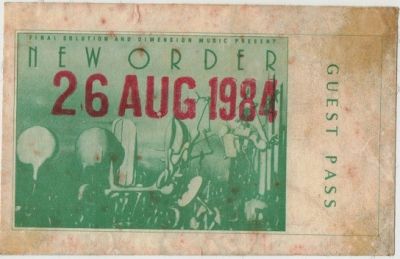 FINAL SOLUTION AND DIMENSION MUSIC PRESENT
NEW ORDER
26 AUG 1984
GUEST PASS